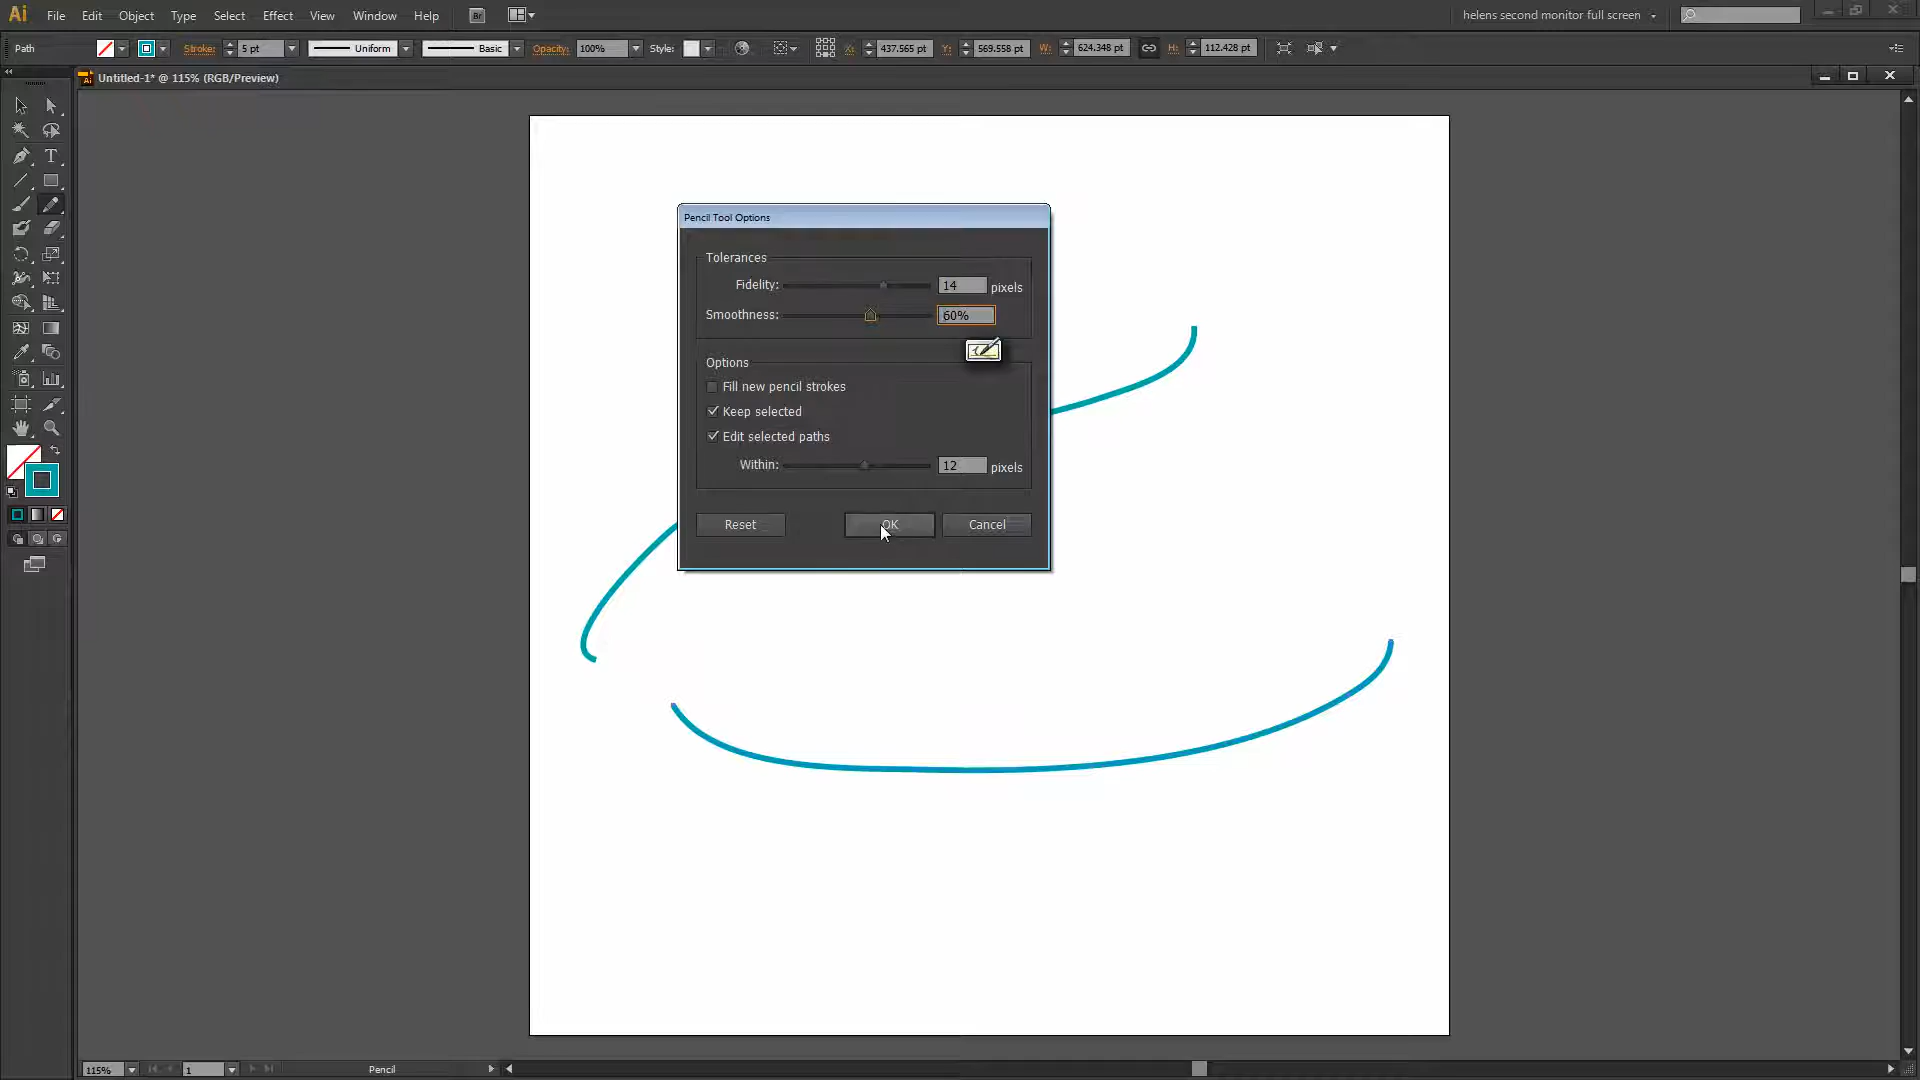 Ai File Edit Object Type Select Effect View Window Help Br helens second monitor full screen
Path Stroke: 5 pt Uniform Basic Opacity: 100% Style: X: 437.565 pt Y: 569.558 pt W: 624.348 pt H: 112.428 pt
Untitled-1* @ 115% (RGB/Preview)
Pencil Tool Options
Tolerances
Fidelity: 14 pixels
Smoothness: 60%
Options
Fill new pencil strokes
Keep selected
Edit selected paths
Within: 12 pixels
Reset OK Cancel
115% 1 Pencil